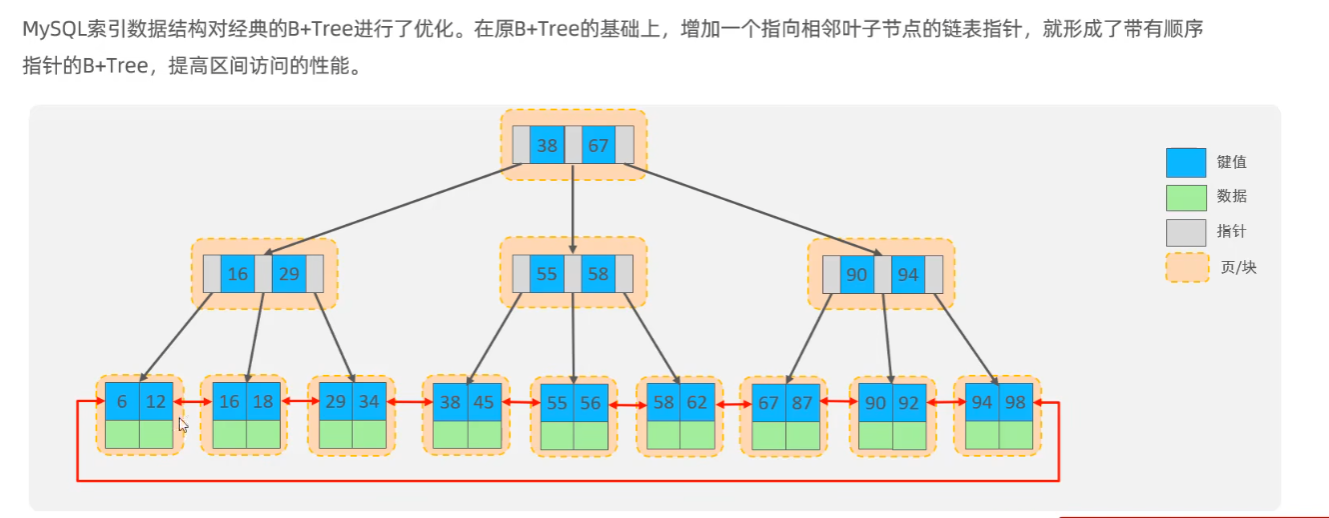 MySQL索引数据结构对经典的B+Tree进行了优化。在原B+Tree的基础上，增加一个指向相邻叶子节点的链表指针，就形成了带有顺序
指针的B+Tree，提高区间访问的性能。
38 67
键值
数据
指针
页/块
16 29 55 58 90 94
6 12 16 18 29 34 38 45 55 56 58 62 67 87 90 92 94 98